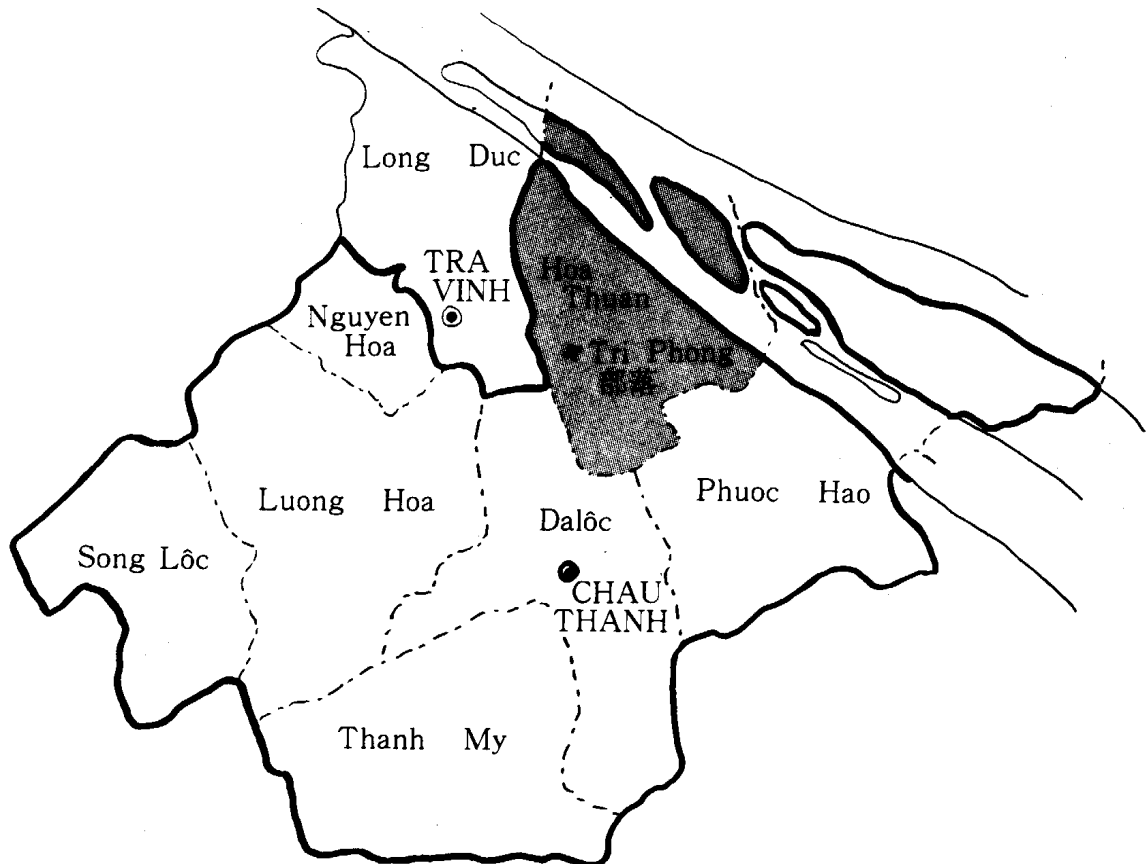 Long Duc
TRA
VINH
Hoa
Thuan
Nguyen
Hoa
Tri Phong
部落
Luong Hoa
Phuoc Hao
Dalôc
Song Lôc
CHAU
THANH
Thanh My